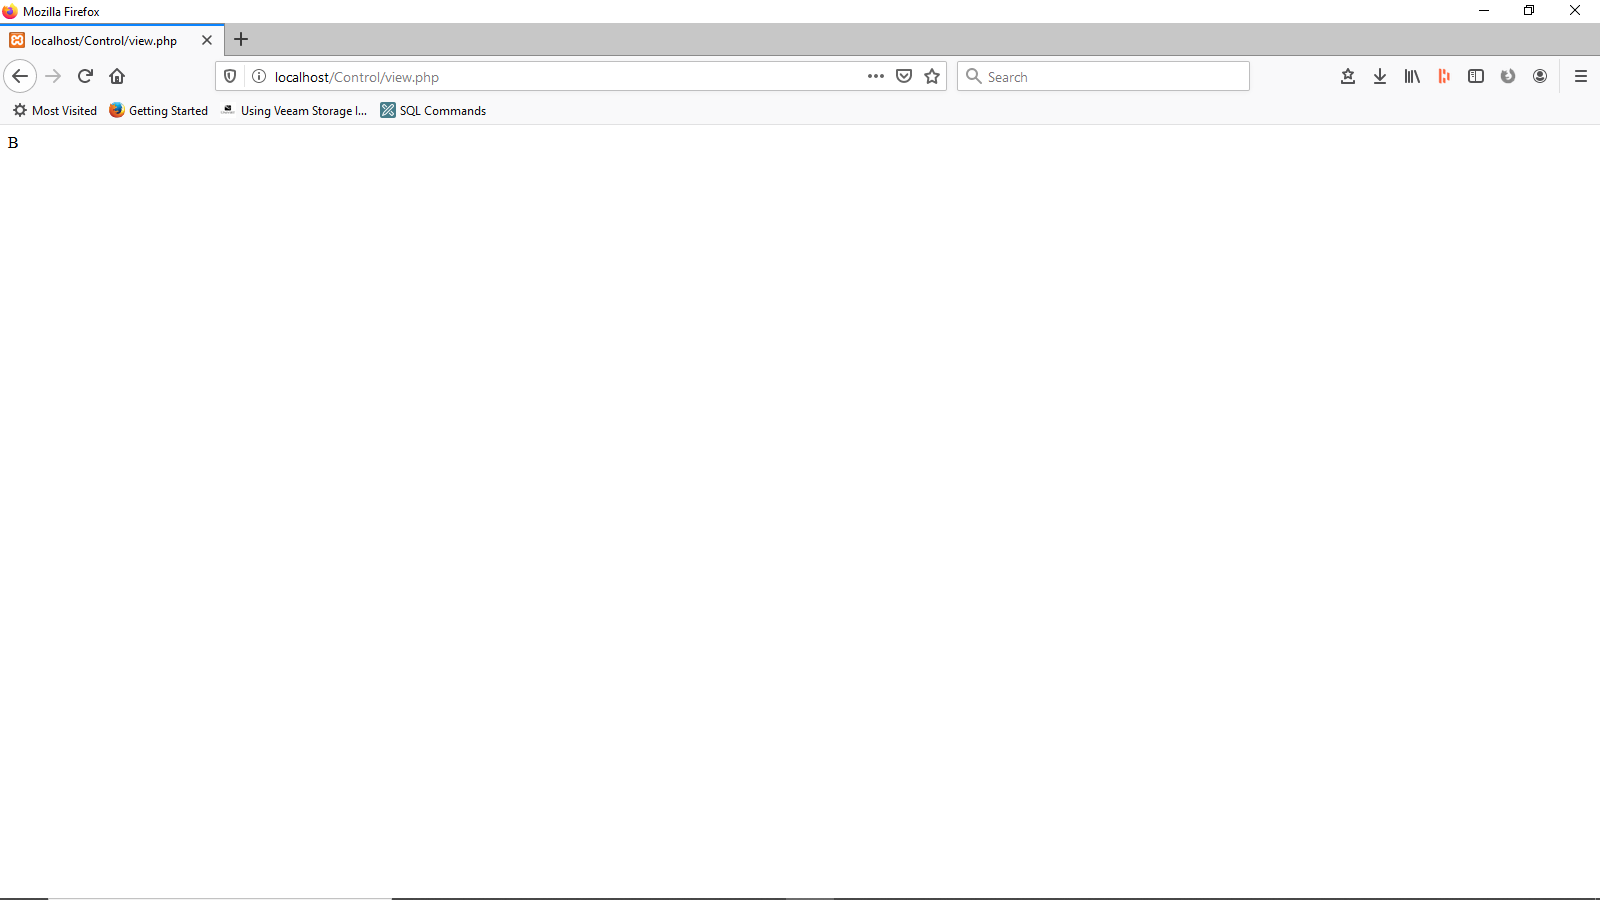 Mozilla Firefox
localhost/Control/view.php
localhost/Control/view.php
Search
Most Visited
Getting Started
Using Veeam Storage I...
SQL Commands
B